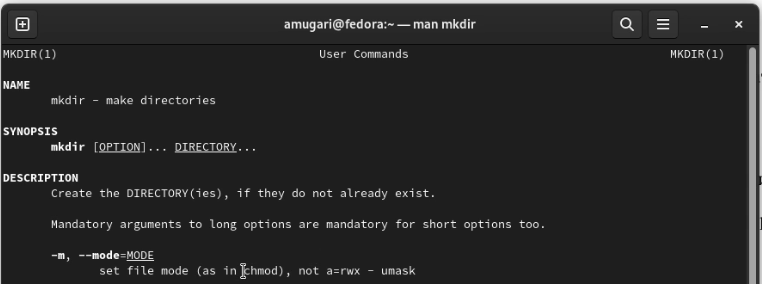 amugari@fedora:~ — man mkdir
MKDIR(1) User Commands MKDIR(1)
NAME
mkdir - make directories
SYNOPSIS
mkdir [OPTION]... DIRECTORY...
DESCRIPTION
Create the DIRECTORY(ies), if they do not already exist.
Mandatory arguments to long options are mandatory for short options too.
-m, --mode=MODE
set file mode (as in chmod), not a=rwx - umask